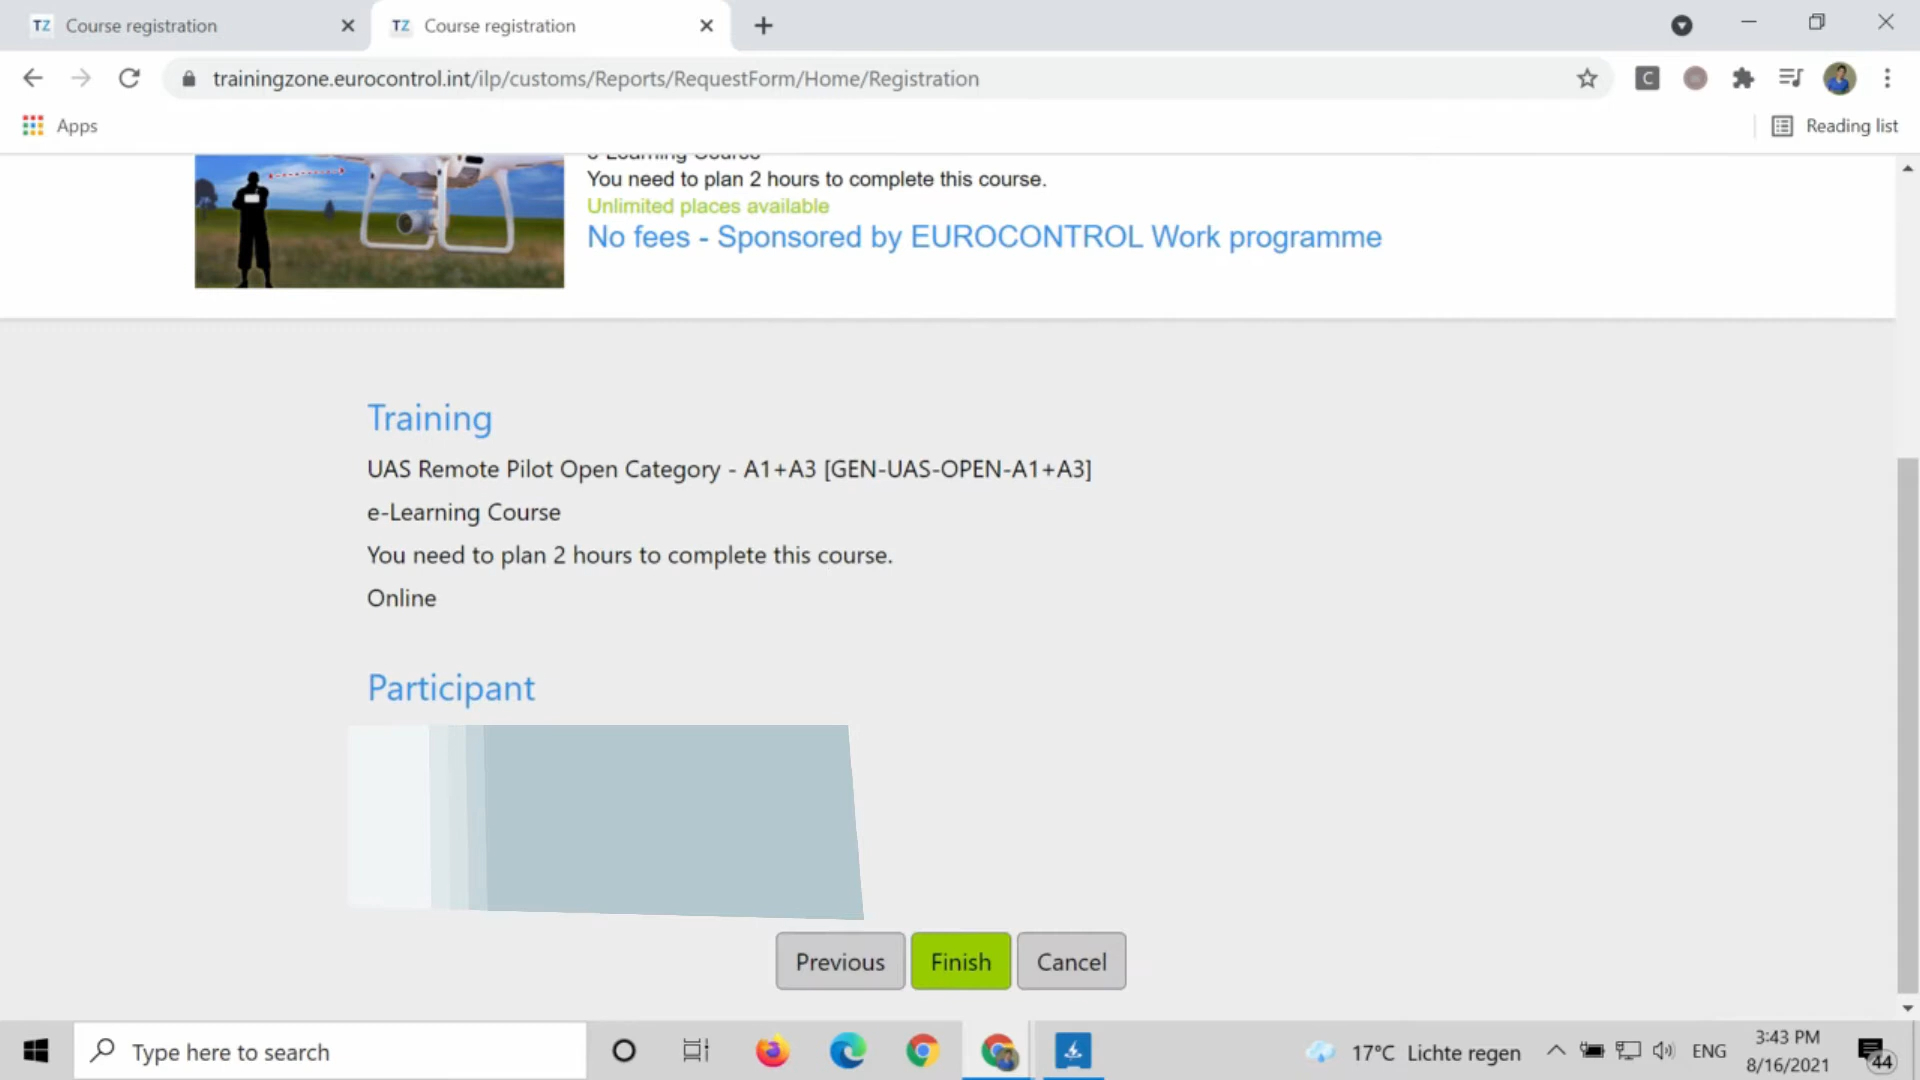 TZ Course registration
TZ Course registration
trainingzone.eurocontrol.int/ilp/customs/Reports/RequestForm/Home/Registration
C
Apps
Reading list
e-Learning Course
You need to plan 2 hours to complete this course.
Unlimited places available
No fees - Sponsored by EUROCONTROL Work programme
Training
UAS Remote Pilot Open Category - A1+A3 [GEN-UAS-OPEN-A1+A3]
e-Learning Course
You need to plan 2 hours to complete this course.
Online
Participant
Previous
Finish
Cancel
Type here to search
17°C Lichte regen
ENG
3:43 PM
8/16/2021
44